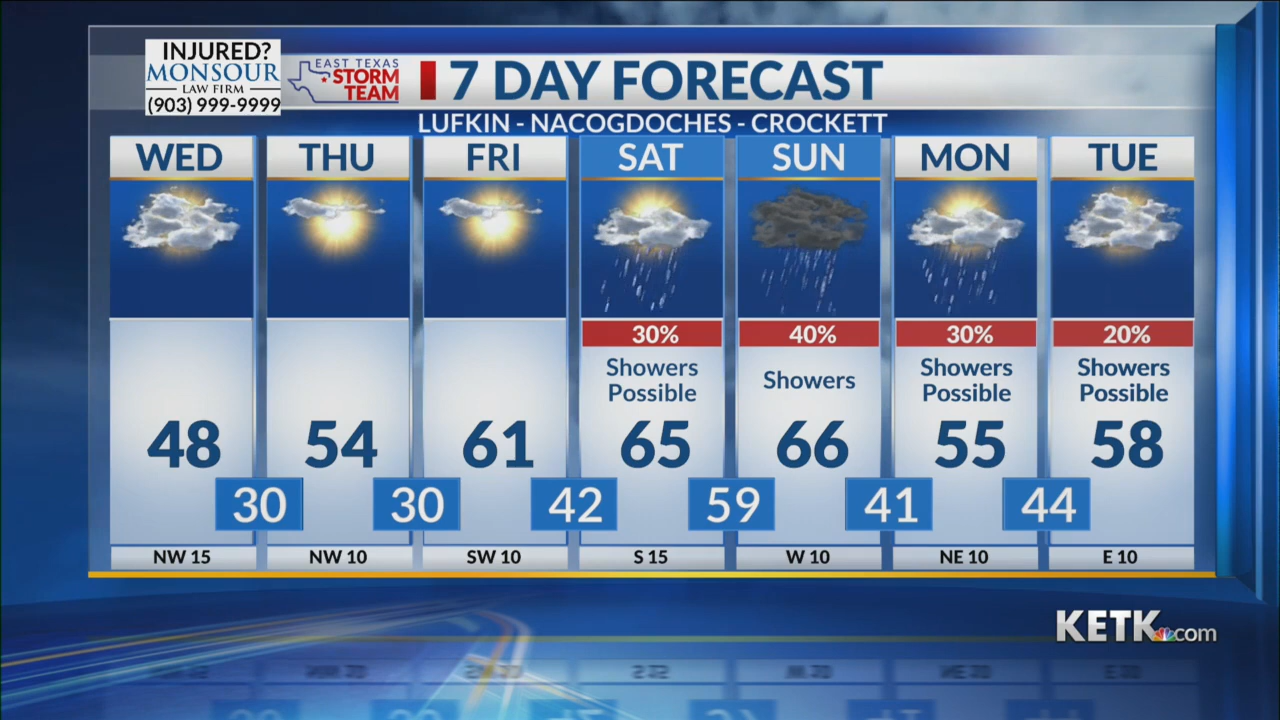 INJURED?
MONSOUR
LAW FIRM
(903) 999-9999
EAST TEXAS
STORM
TEAM
7 DAY FORECAST
LUFKIN - NACOGDOCHES - CROCKETT
WED THU FRI SAT SUN MON TUE
30% 40% 30% 20%
Showers Possible Showers Showers Possible Showers Possible
48 54 61 65 66 55 58
30 30 42 59 41 44
NW 15 NW 10 SW 10 S 15 W 10 NE 10 E 10
KETK.com